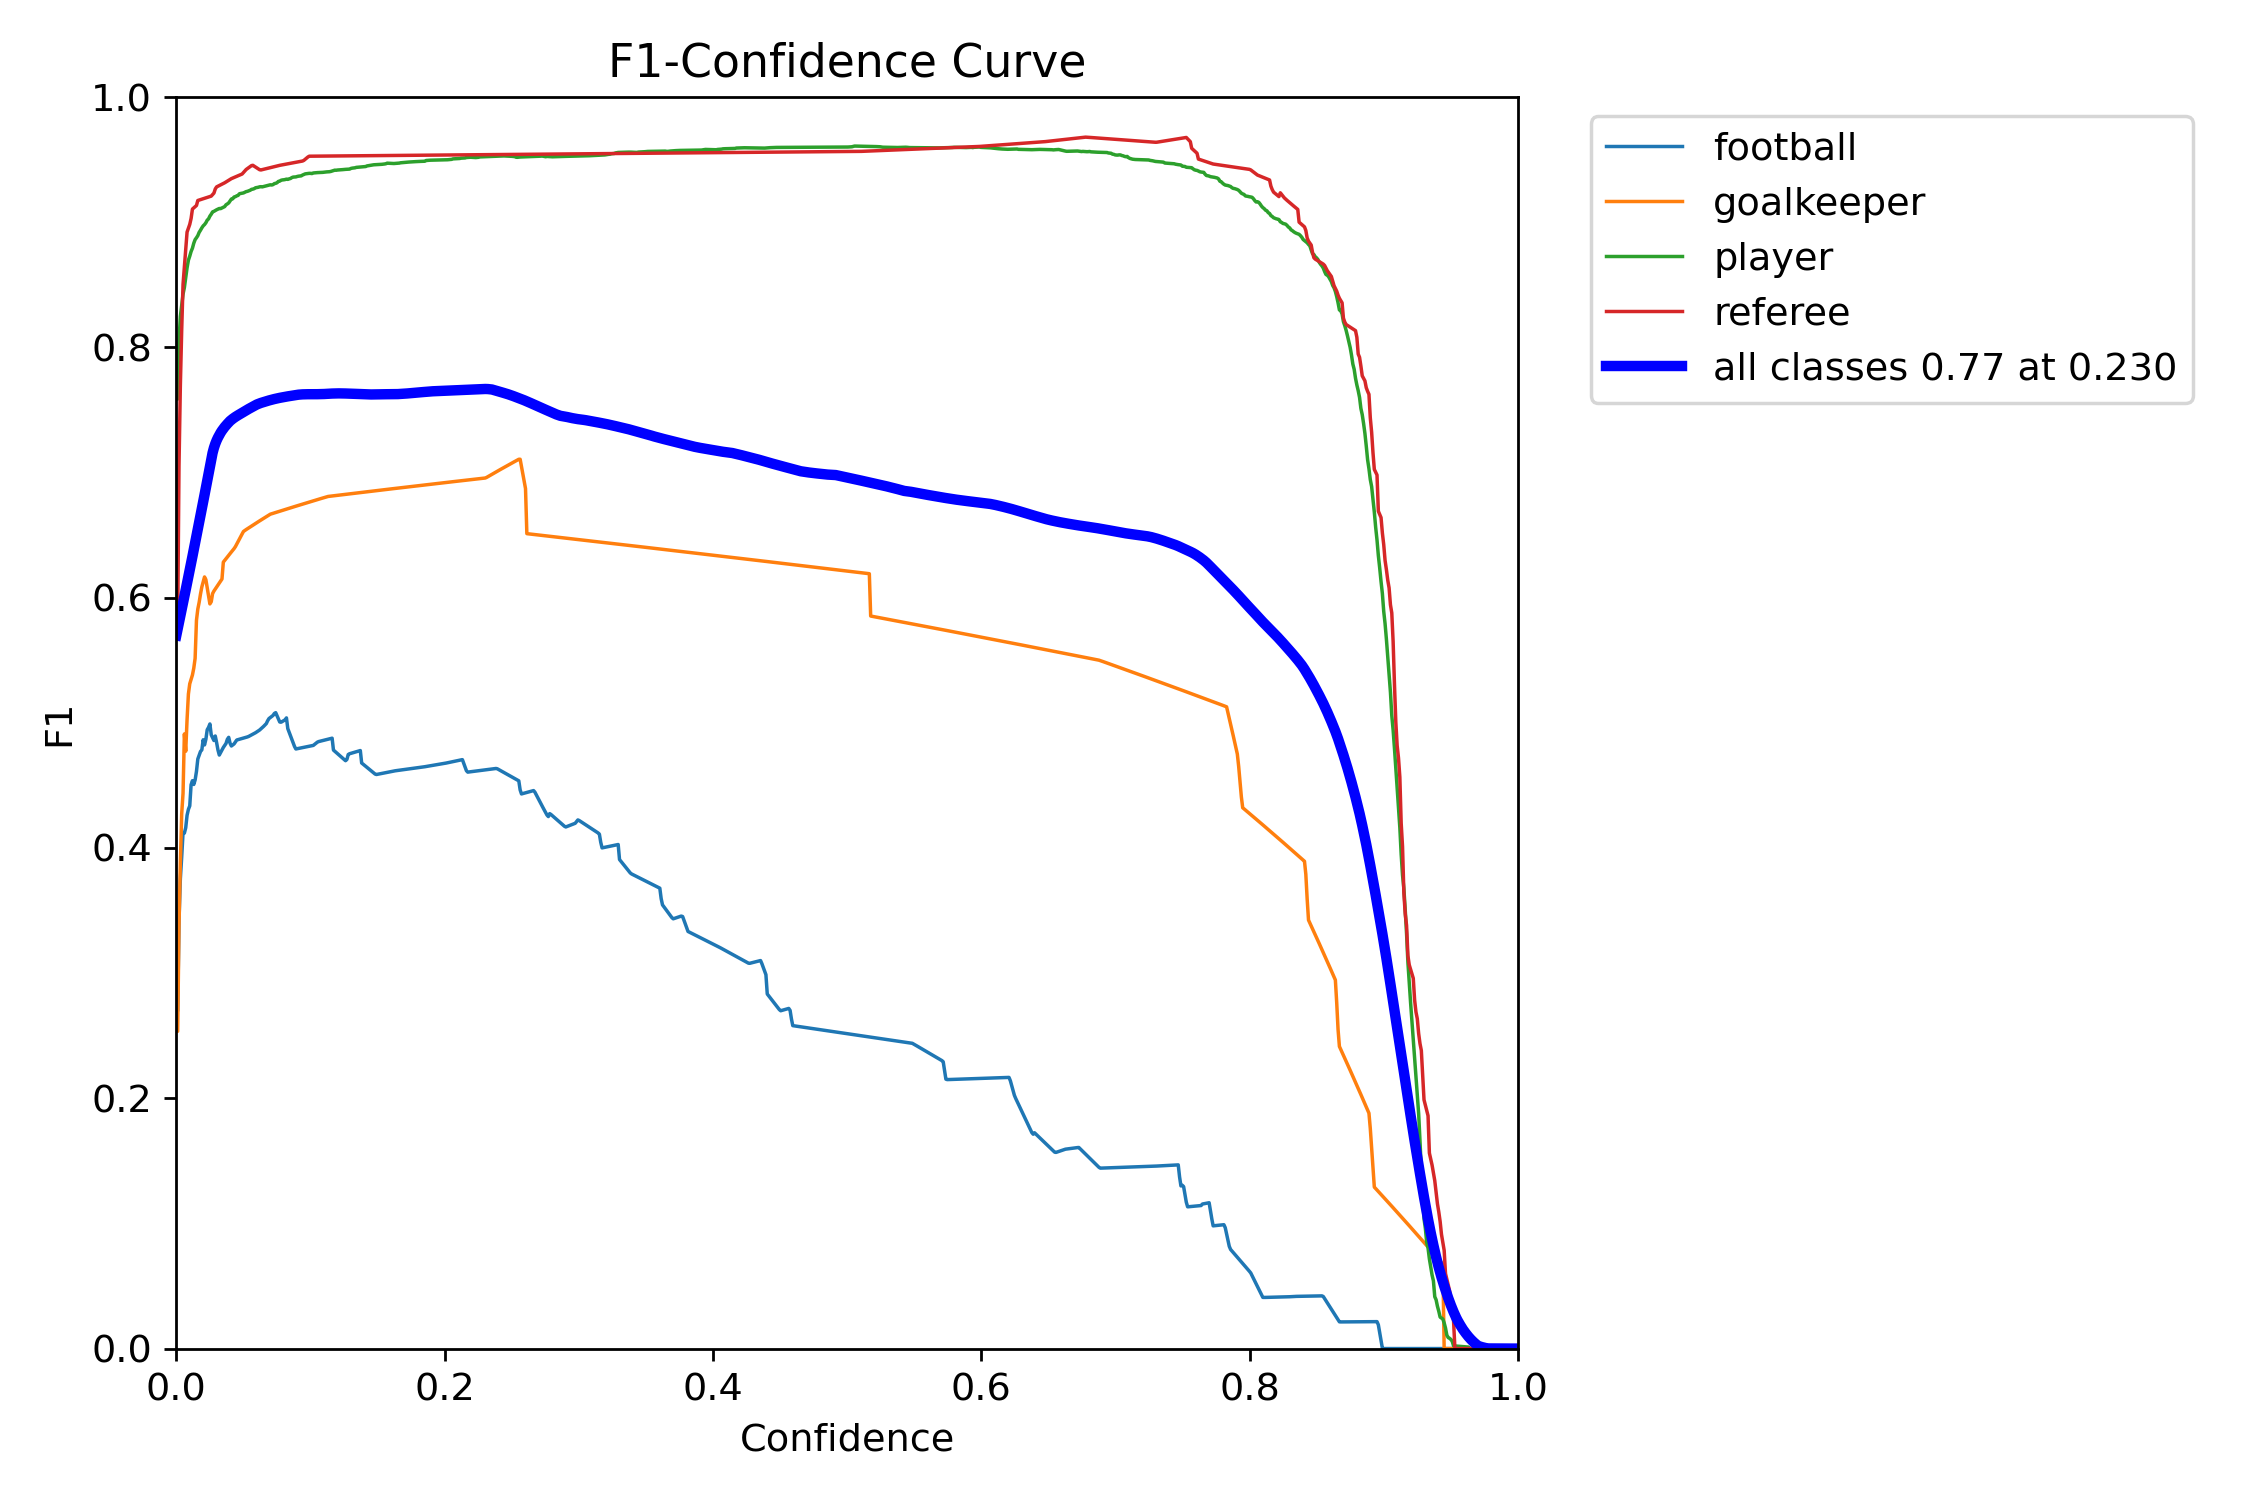 F1-Confidence Curve
1.0
0.8
0.6
0.4
0.2
0.0
F1
0.0 0.2 0.4 0.6 0.8 1.0
Confidence
football
goalkeeper
player
referee
all classes 0.77 at 0.230